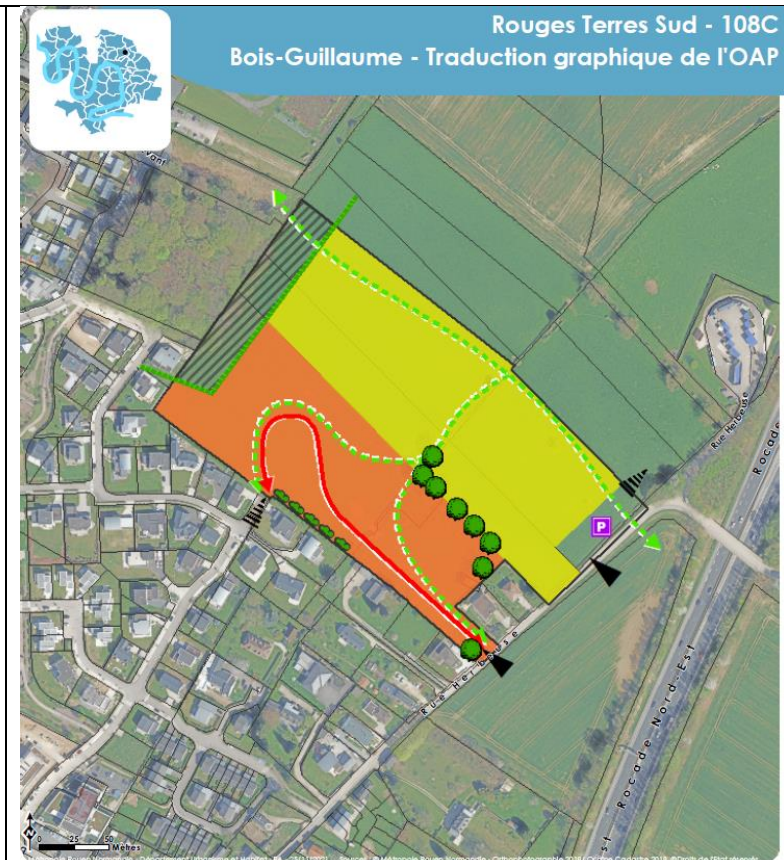 Rouges Terres Sud - 108C
Bois-Guillaume - Traduction graphique de l'OAP
Rue Herbeuse
Rocade
P
Rue Herbeuse
Est - Rocade Nord-Est
N
0 25 50
Mètres